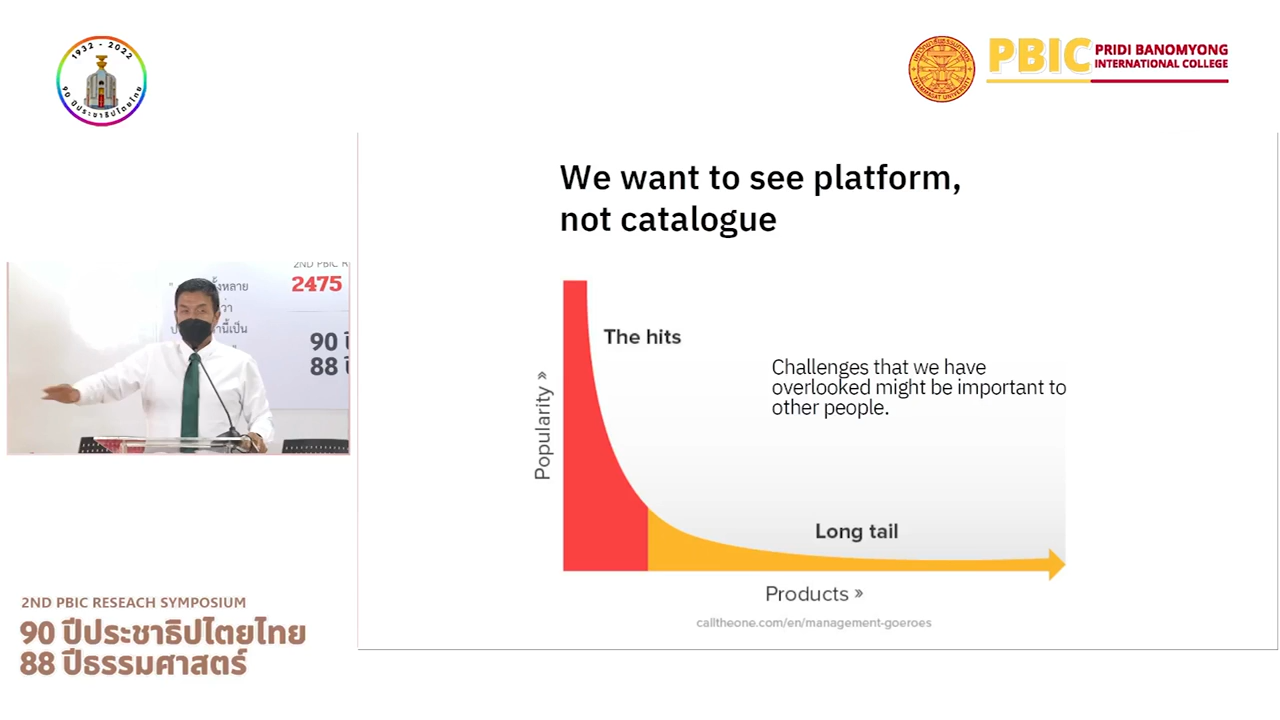 1932 - 2022
90 ปีประชาธิปไตยไทย
THAMMASAT UNIVERSITY
PBIC
PRIDI BANOMYONG
INTERNATIONAL COLLEGE
We want to see platform,
not catalogue
The hits
Challenges that we have
overlooked might be important to
other people.
Popularity »
Long tail
Products »
calltheone.com/en/management-goeroes
2ND PBIC R
2475
90 ปี
88 ปี
2ND PBIC RESEACH SYMPOSIUM
90 ปีประชาธิปไตยไทย
88 ปีธรรมศาสตร์